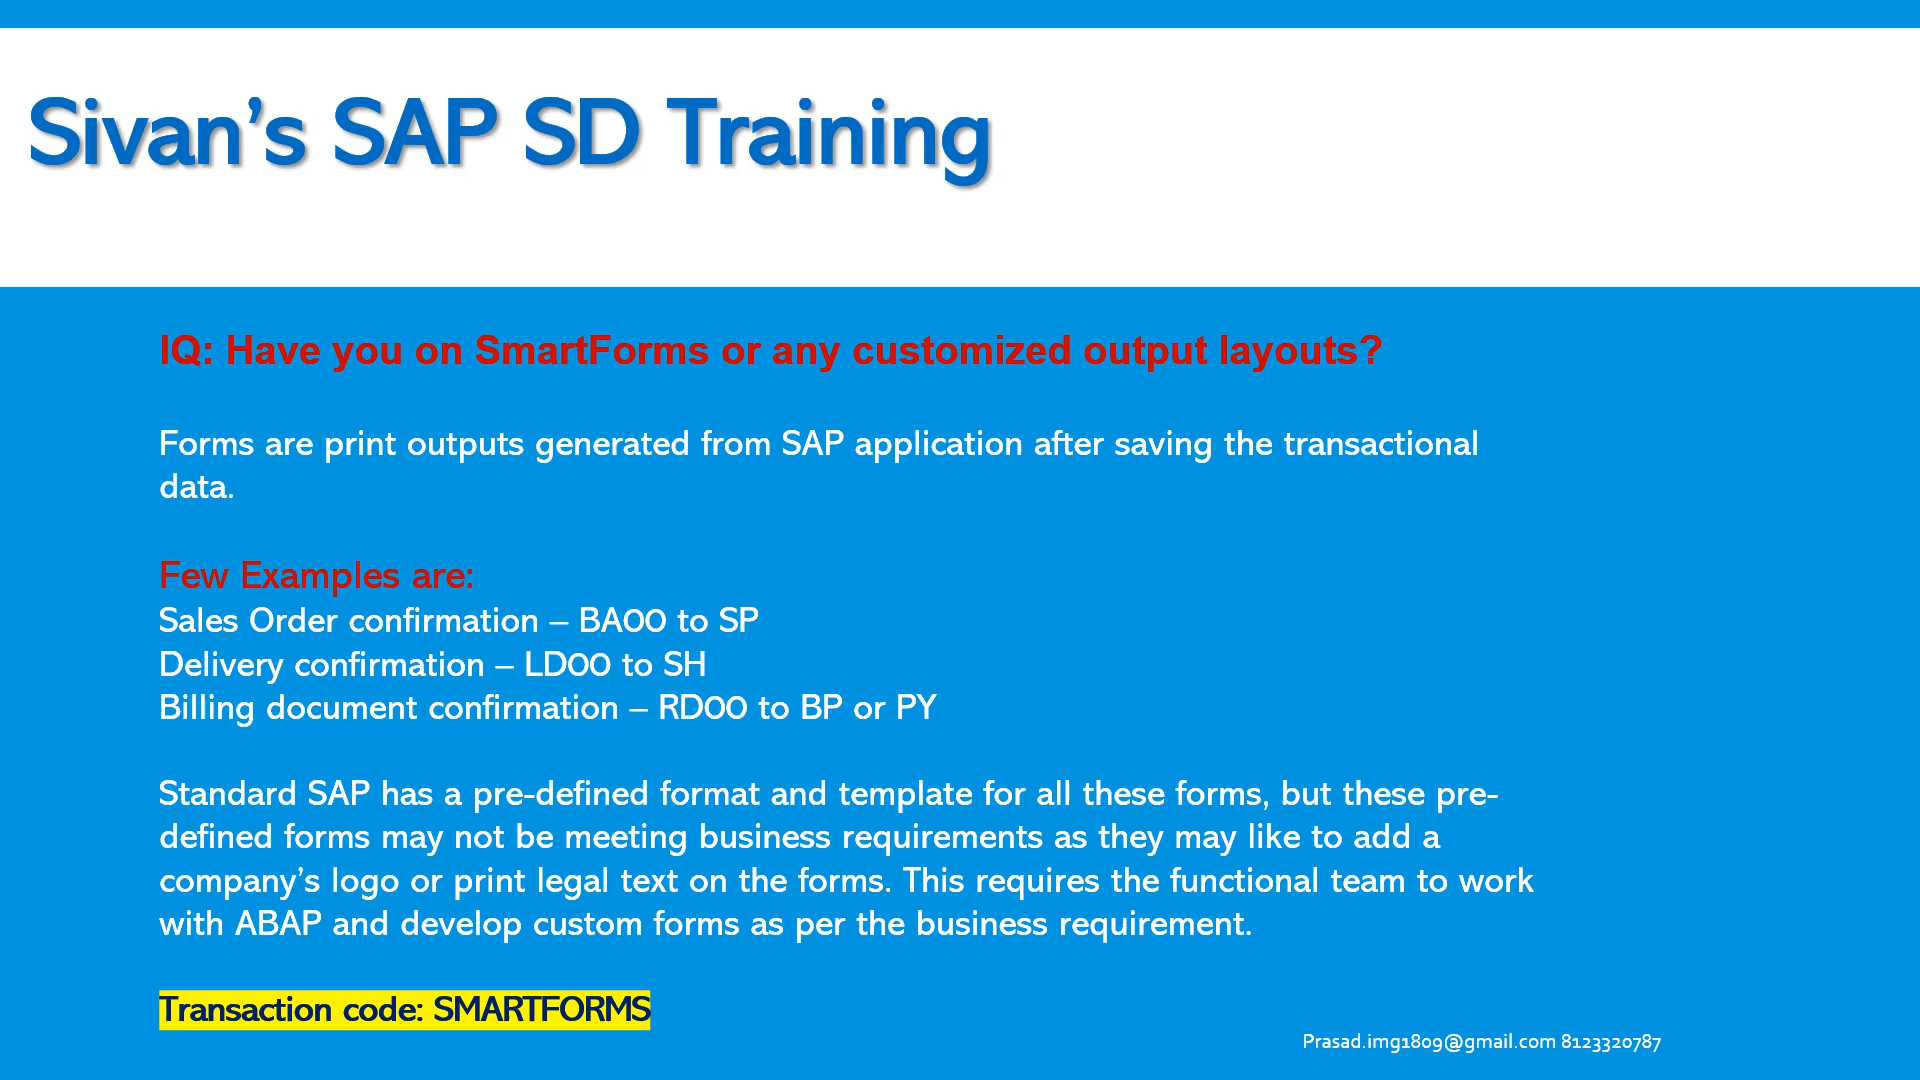 Sivan’s SAP SD Training
IQ: Have you on SmartForms or any customized output layouts?
Forms are print outputs generated from SAP application after saving the transactional
data.
Few Examples are:
Sales Order confirmation – BA00 to SP
Delivery confirmation – LD00 to SH
Billing document confirmation – RD00 to BP or PY
Standard SAP has a pre-defined format and template for all these forms, but these pre-
defined forms may not be meeting business requirements as they may like to add a
company’s logo or print legal text on the forms. This requires the functional team to work
with ABAP and develop custom forms as per the business requirement.
Transaction code: SMARTFORMS
Prasad.img1809@gmail.com 8123320787